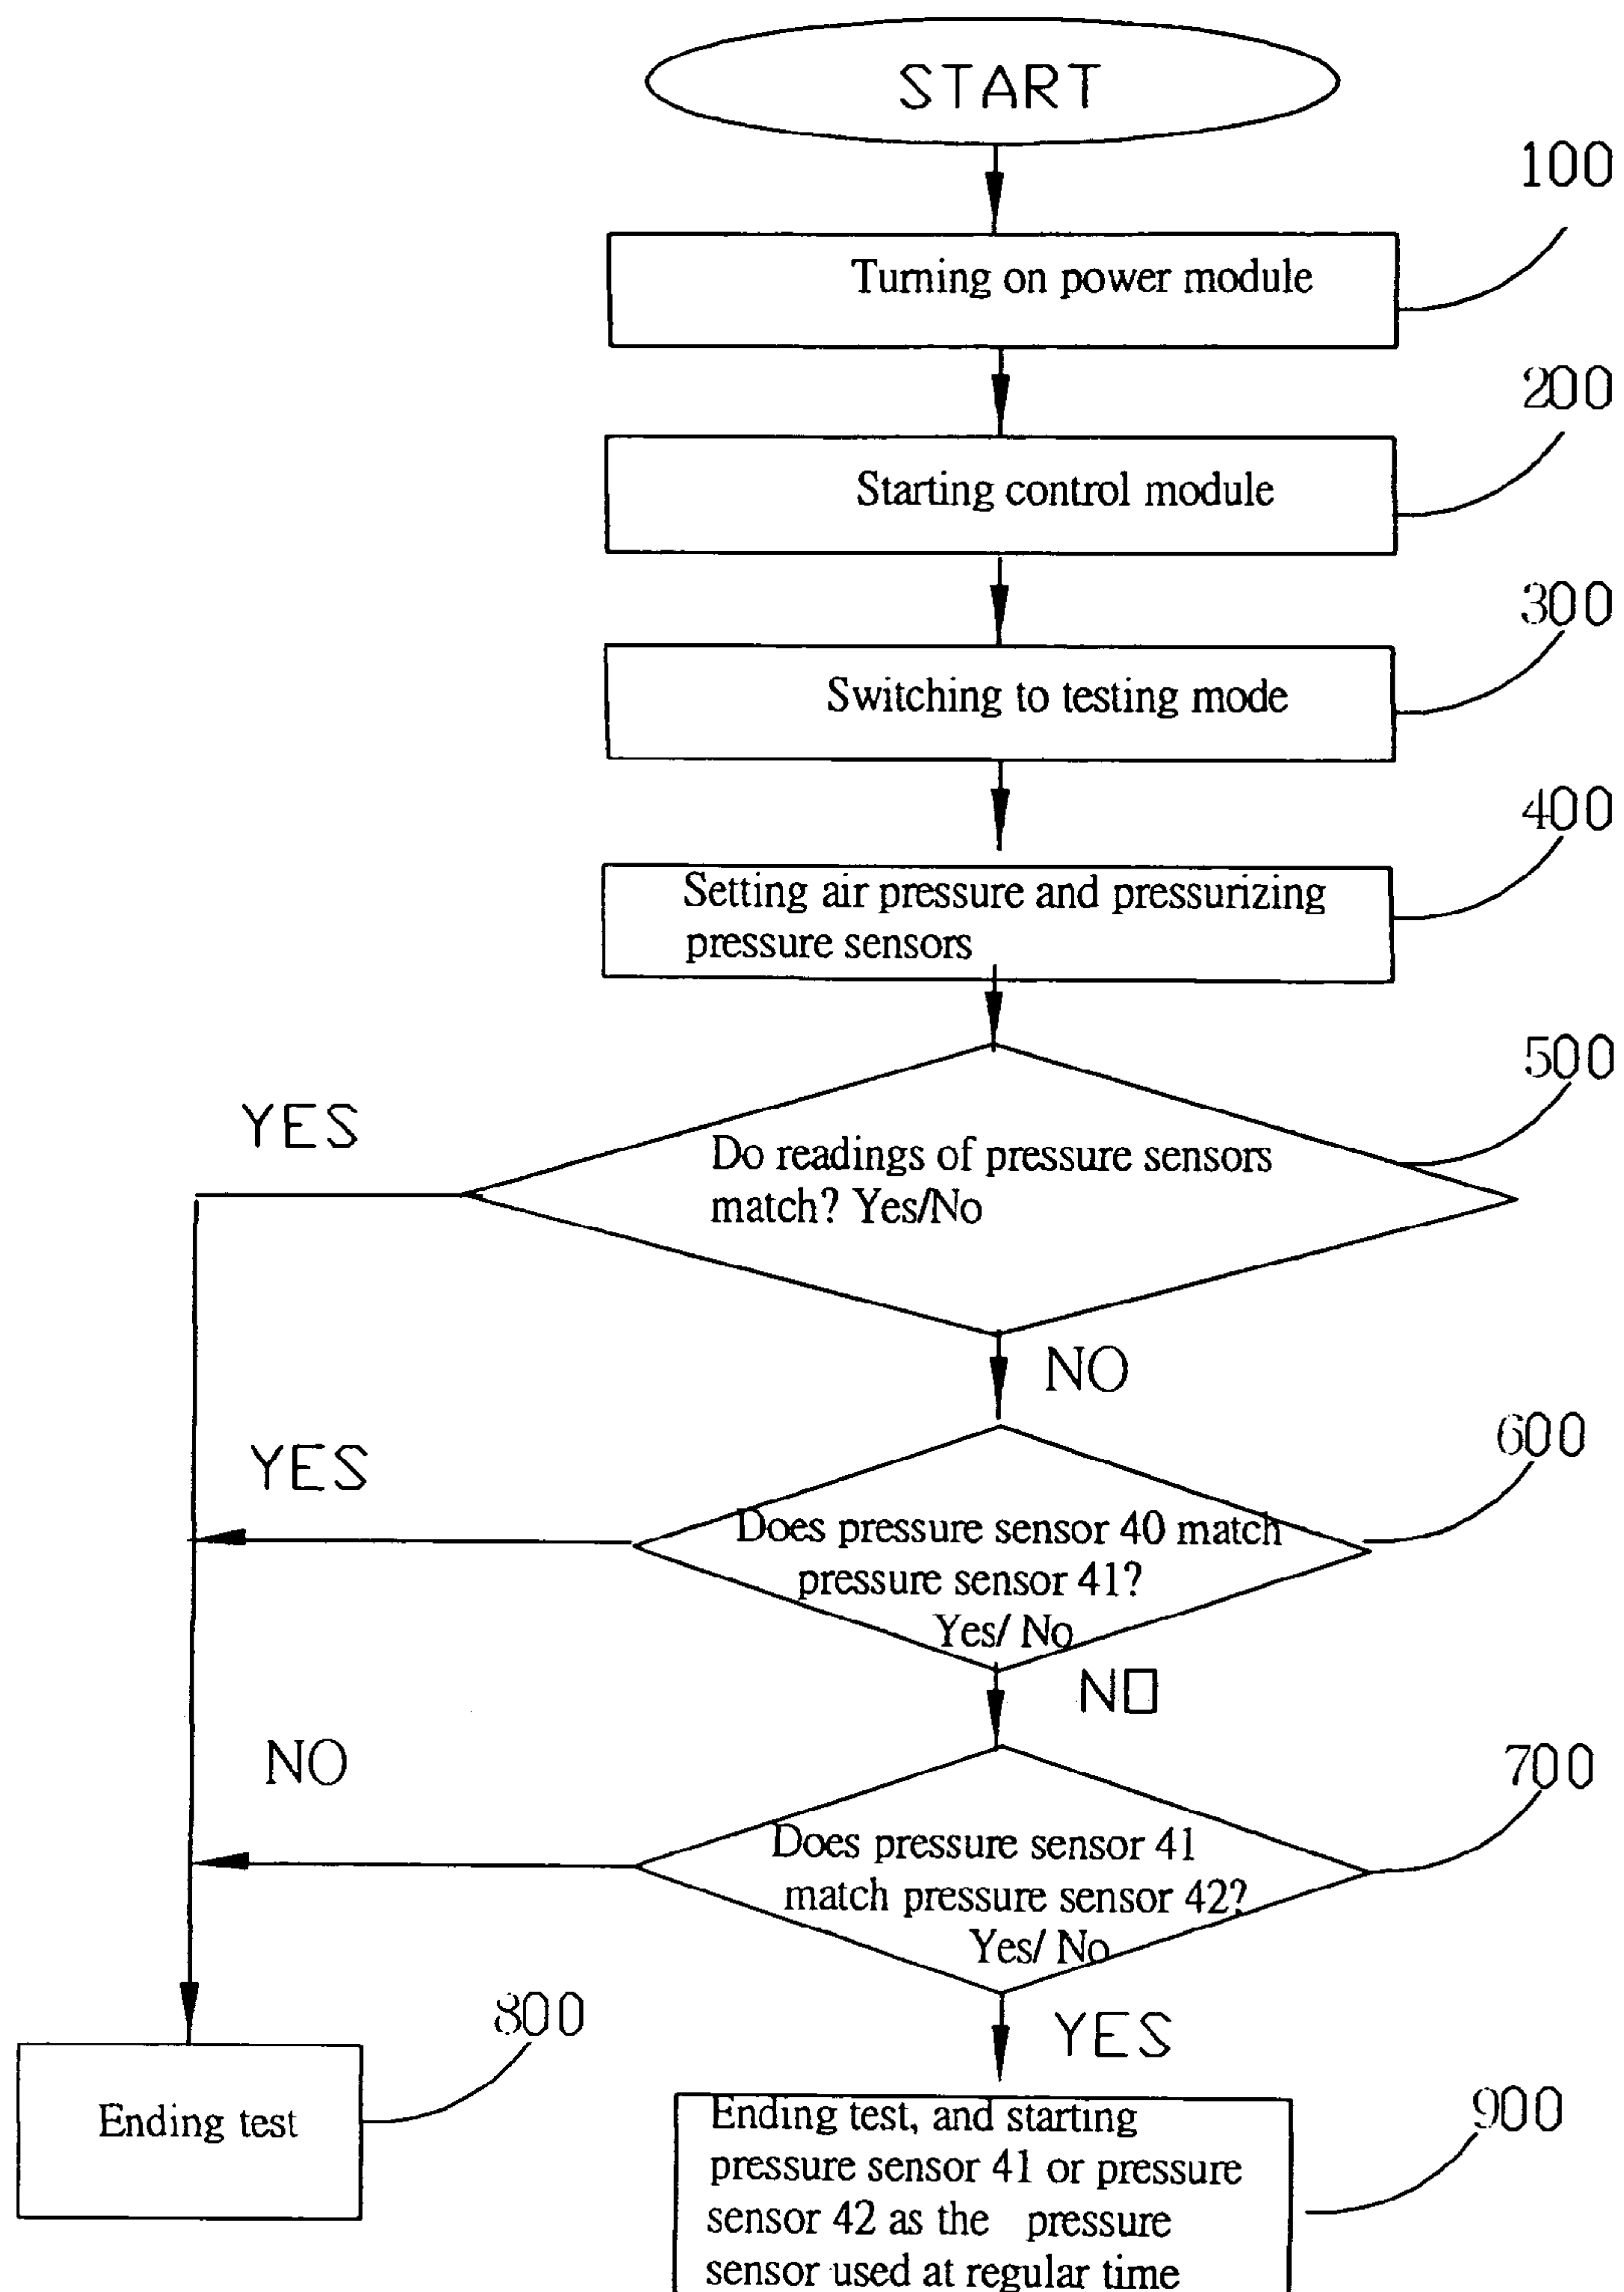 START
100
Turning on power module
200
Starting control module
300
Switching to testing mode
400
Setting air pressure and pressurizing
pressure sensors
500
YES
Do readings of pressure sensors
match? Yes/No
NO
600
YES
Does pressure sensor 40 match
pressure sensor 41?
Yes/ No
NO
700
NO
Does pressure sensor 41
match pressure sensor 42?
Yes/ No
800
YES
Ending test
900
Ending test, and starting
pressure sensor 41 or pressure
sensor 42 as the pressure
sensor used at regular time